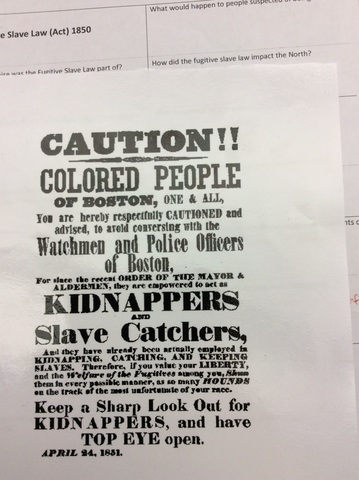 What would happen to people suspected
e Slave Law (Act) 1850
How did the fugitive slave law impact the North?
was the Fugitive Slave Law part of?
CAUTION!!
COLORED PEOPLE
OF BOSTON, ONE & ALL,
You are hereby respectfully CAUTIONED and
advised, to avoid conversing with the
Watchmen and Police Officers
of Boston,
For since the recent ORDER OF THE MAYOR &
ALDERMEN, they are empowered to act as
KIDNAPPERS
AND
Slave Catchers,
And they have already been actually employed in
KIDNAPPING, CATCHING, AND KEEPING
SLAVES. Therefore, if you value your LIBERTY,
and the Welfare of the Fugitives among you, Shun
them in every possible manner, as so many HOUNDS
on the track of the most unfortunate of your race.
Keep a Sharp Look Out for
KIDNAPPERS, and have
TOP EYE open.
APRIL 24, 1851.